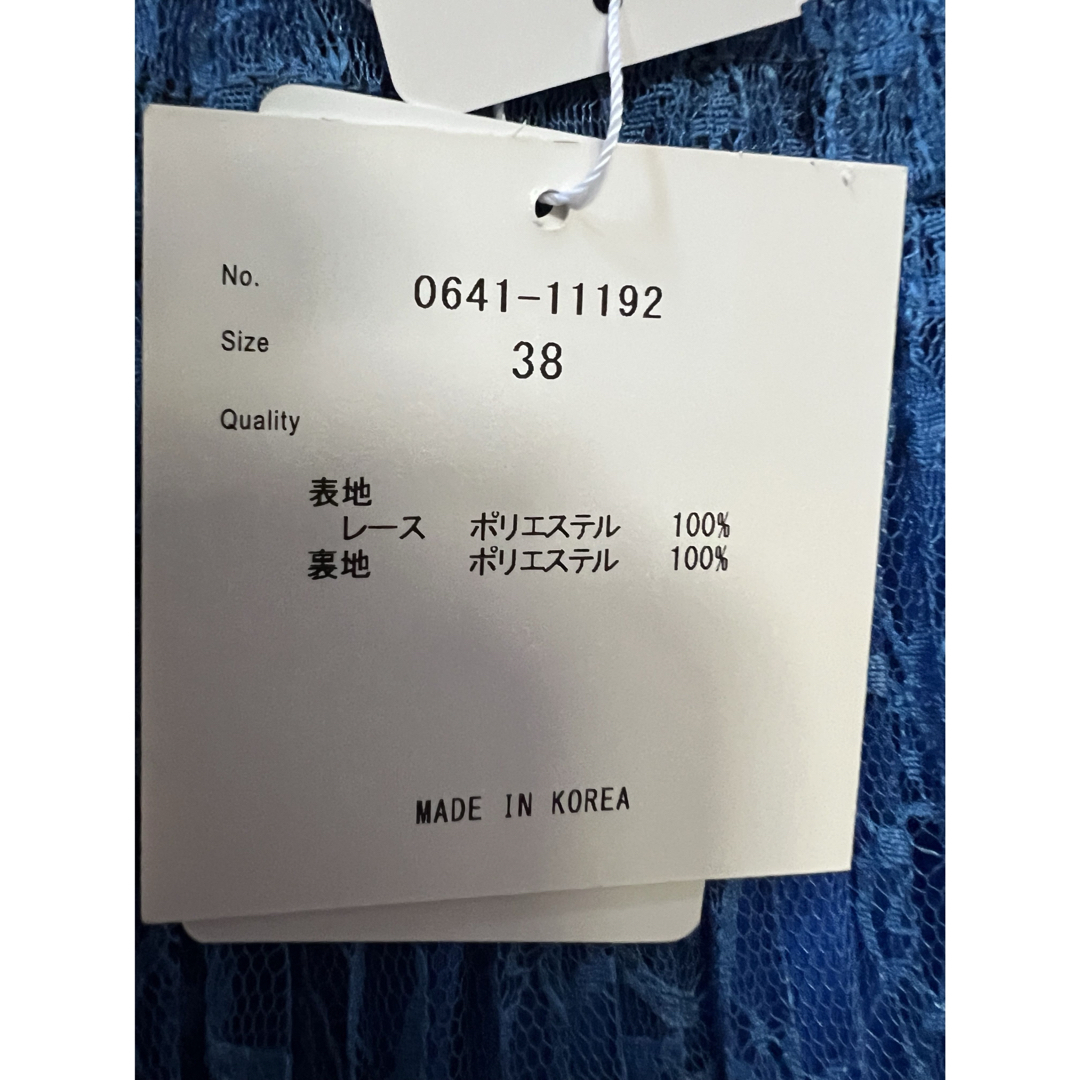 No. 0641-11192
Size 38
Quality
表地
レース ポリエステル 100%
裏地 ポリエステル 100%
MADE IN KOREA